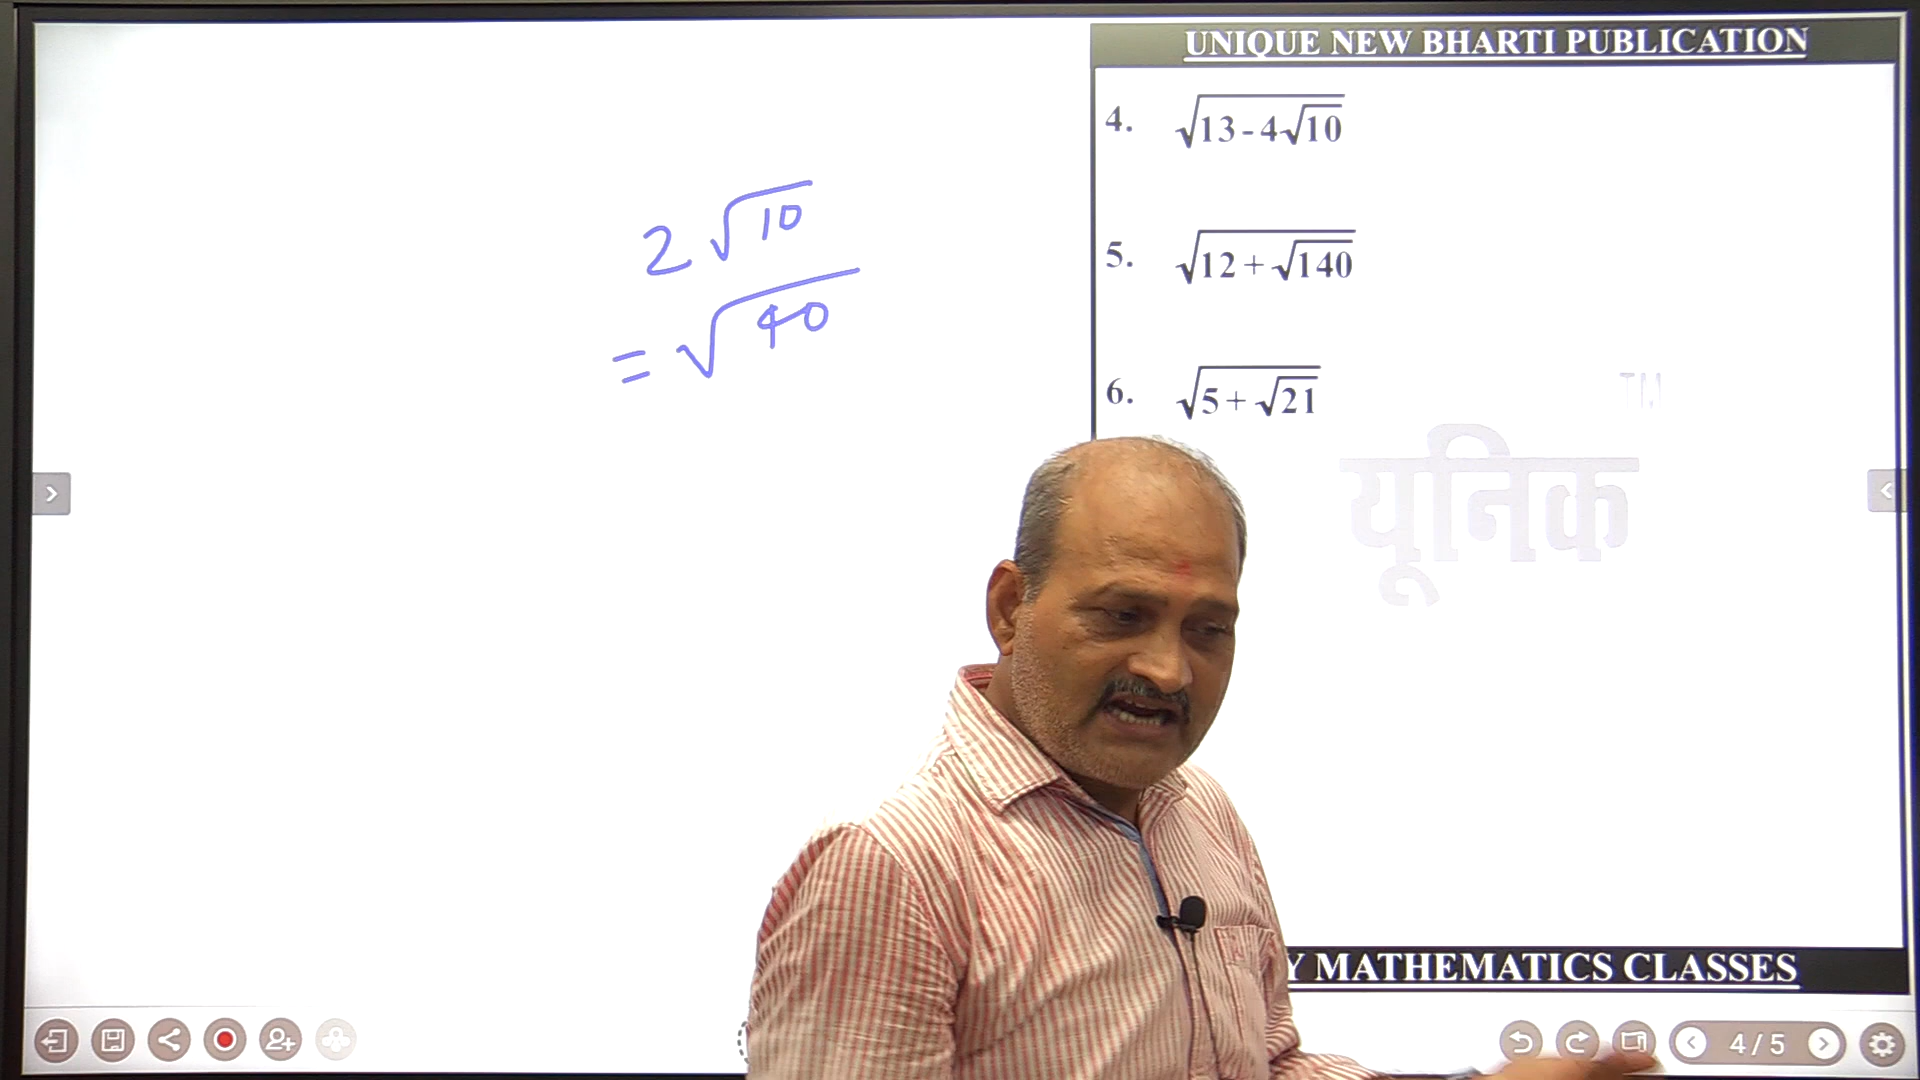 UNIQUE NEW BHARTI PUBLICATION
2√10
= √40
4. √(13 - 4√10)
5. √(12 + √140)
6. √(5 + √21)
TM
यूनिक
Y MATHEMATICS CLASSES
4 / 5